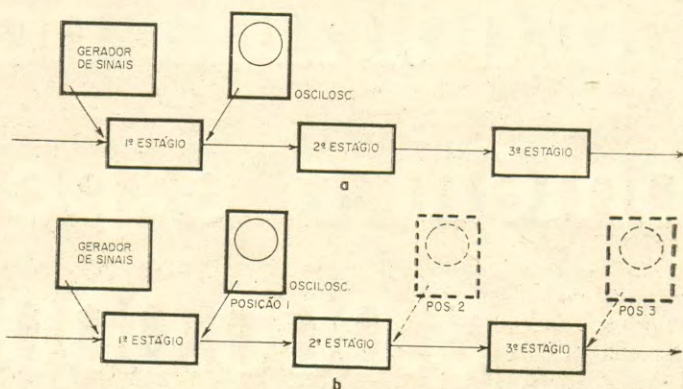 GERADOR
DE SINAIS
OSCILOSC.
1º ESTÁGIO
2º ESTÁGIO
3º ESTÁGIO
a
GERADOR
DE SINAIS
OSCILOSC.
POSIÇÃO 1
POS. 2
POS. 3
1º ESTÁGIO
2º ESTÁGIO
3º ESTÁGIO
b